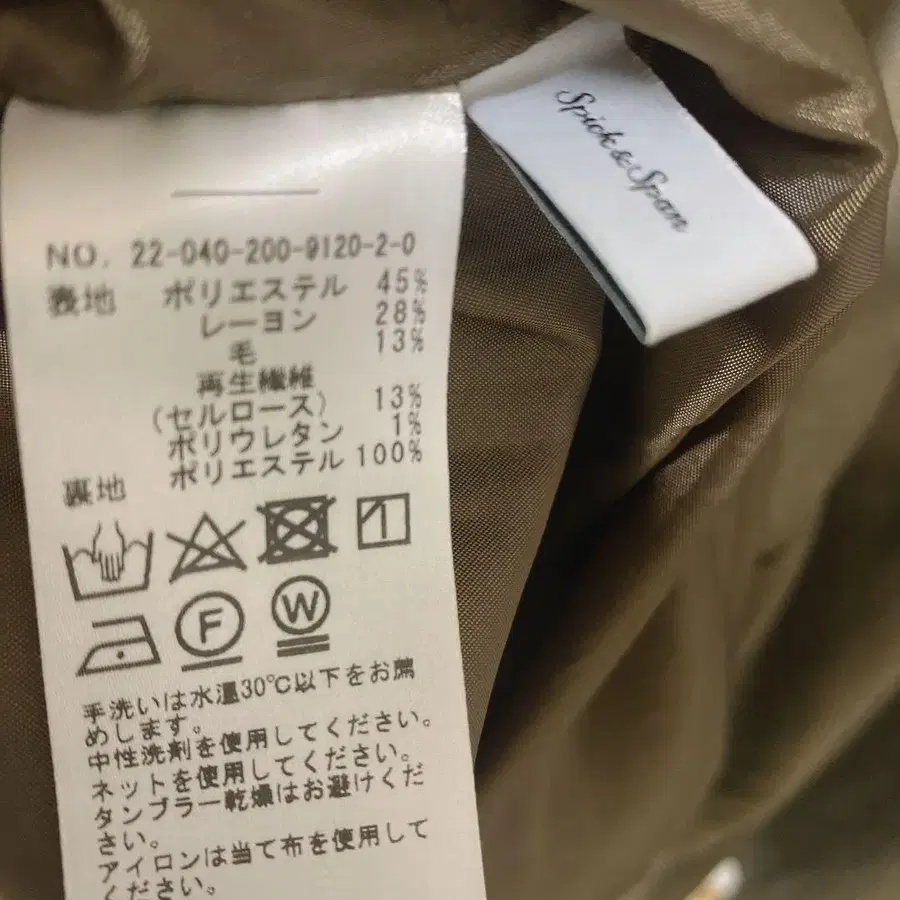 Spick & Span
NO. 22-040-200-9120-2-0
表地 ポリエステル 45%
レーヨン 28%
毛 13%
再生繊維
(セルロース) 13%
ポリウレタン 1%
裏地 ポリエステル 100%
F
W
手洗いは水温30℃以下をお薦
めします。
中性洗剤を使用してください。
ネットを使用してください。
タンブラー乾燥はお避けくだ
さい。
アイロンは当て布を使用して
ください。